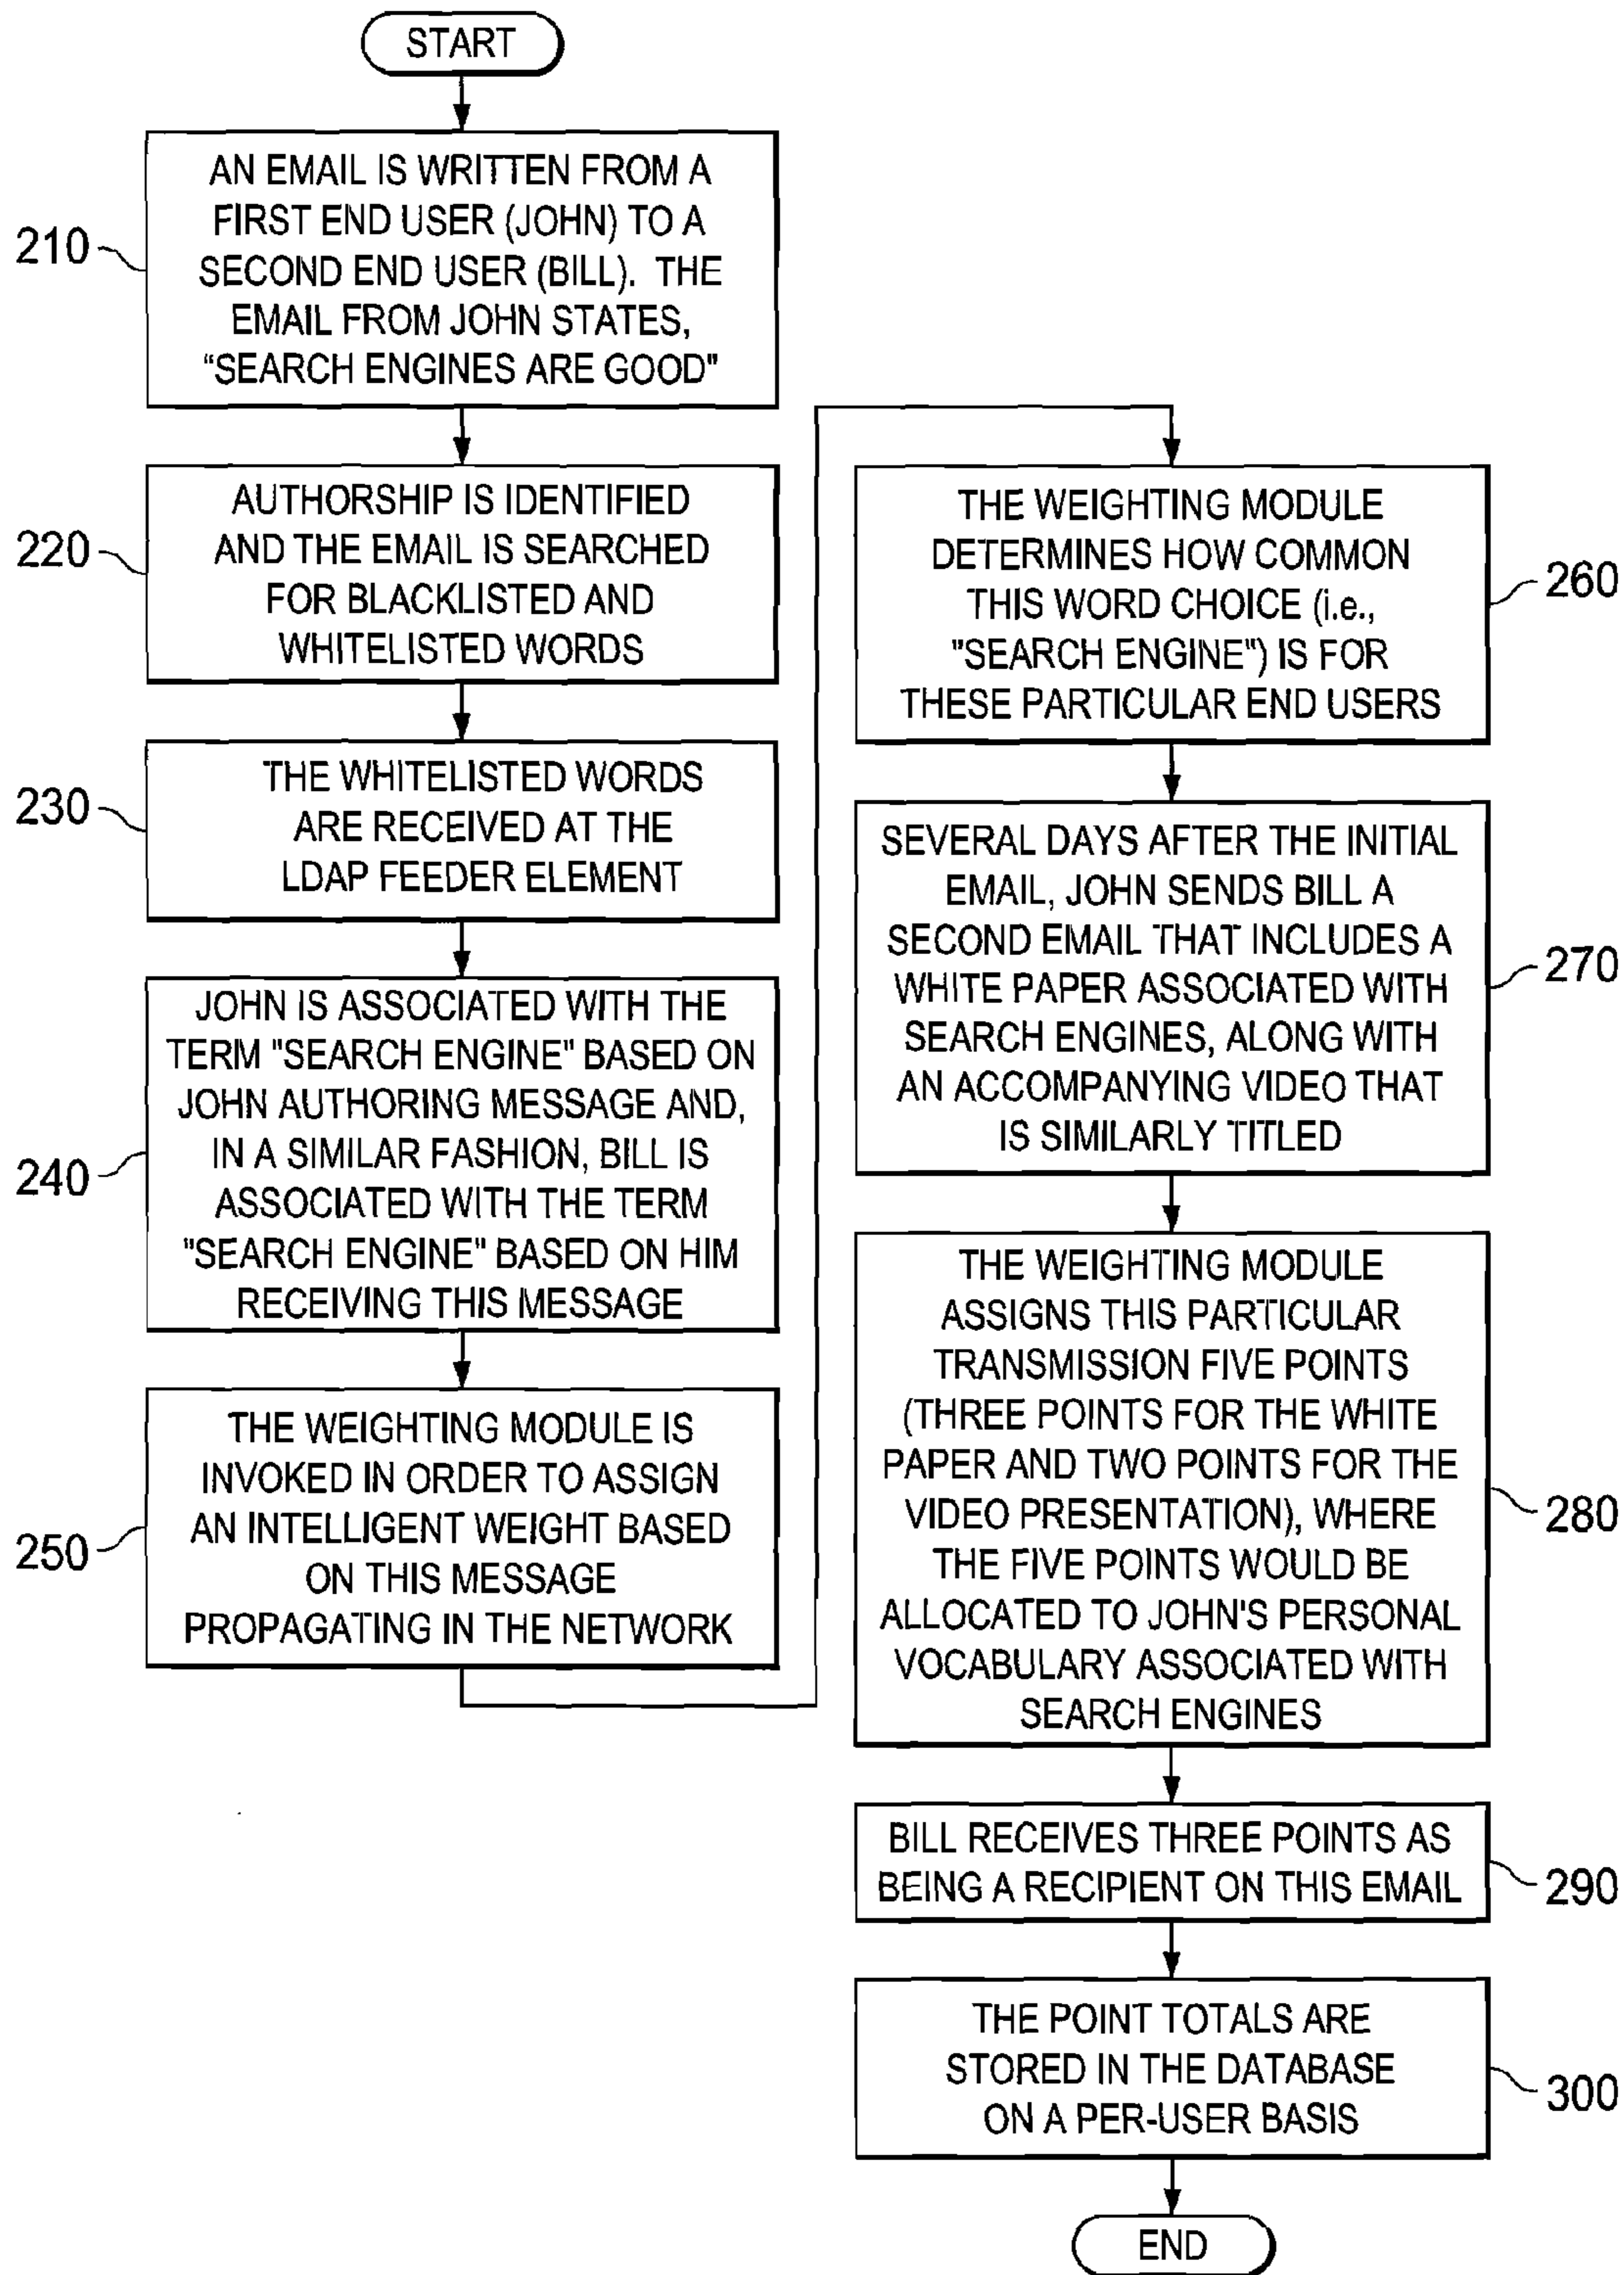 START
AN EMAIL IS WRITTEN FROM A
FIRST END USER (JOHN) TO A
SECOND END USER (BILL). THE
EMAIL FROM JOHN STATES,
“SEARCH ENGINES ARE GOOD"
210
AUTHORSHIP IS IDENTIFIED
AND THE EMAIL IS SEARCHED
FOR BLACKLISTED AND
WHITELISTED WORDS
220
THE WHITELISTED WORDS
ARE RECEIVED AT THE
LDAP FEEDER ELEMENT
230
JOHN IS ASSOCIATED WITH THE
TERM "SEARCH ENGINE" BASED ON
JOHN AUTHORING MESSAGE AND,
IN A SIMILAR FASHION, BILL IS
ASSOCIATED WITH THE TERM
"SEARCH ENGINE" BASED ON HIM
RECEIVING THIS MESSAGE
240
THE WEIGHTING MODULE IS
INVOKED IN ORDER TO ASSIGN
AN INTELLIGENT WEIGHT BASED
ON THIS MESSAGE
PROPAGATING IN THE NETWORK
250
THE WEIGHTING MODULE
DETERMINES HOW COMMON
THIS WORD CHOICE (i.e.,
"SEARCH ENGINE") IS FOR
THESE PARTICULAR END USERS
260
SEVERAL DAYS AFTER THE INITIAL
EMAIL, JOHN SENDS BILL A
SECOND EMAIL THAT INCLUDES A
WHITE PAPER ASSOCIATED WITH
SEARCH ENGINES, ALONG WITH
AN ACCOMPANYING VIDEO THAT
IS SIMILARLY TITLED
270
THE WEIGHTING MODULE
ASSIGNS THIS PARTICULAR
TRANSMISSION FIVE POINTS
(THREE POINTS FOR THE WHITE
PAPER AND TWO POINTS FOR THE
VIDEO PRESENTATION), WHERE
THE FIVE POINTS WOULD BE
ALLOCATED TO JOHN'S PERSONAL
VOCABULARY ASSOCIATED WITH
SEARCH ENGINES
280
BILL RECEIVES THREE POINTS AS
BEING A RECIPIENT ON THIS EMAIL
290
THE POINT TOTALS ARE
STORED IN THE DATABASE
ON A PER-USER BASIS
300
END